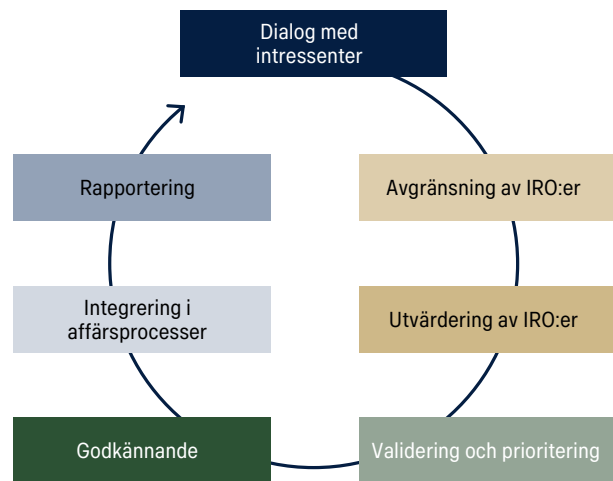 Dialog med
intressenter
Avgränsning av IRO:er
Utvärdering av IRO:er
Validering och prioritering
Godkännande
Integrering i
affärsprocesser
Rapportering